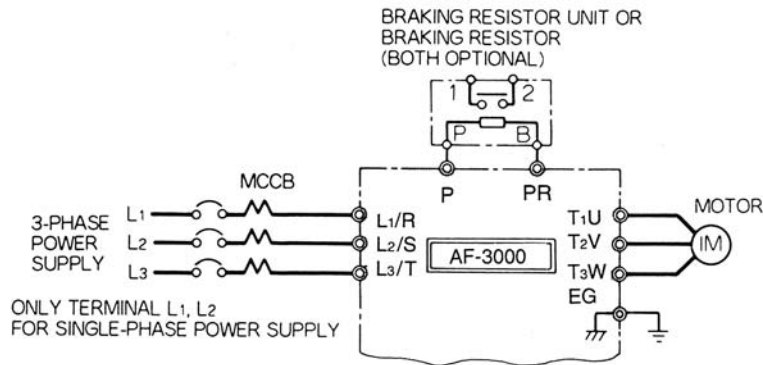 BRAKING RESISTOR UNIT OR
BRAKING RESISTOR
(BOTH OPTIONAL)
1 2
P B
P PR
MCCB
3-PHASE
POWER
SUPPLY
L1
L2
L3
L1/R
L2/S
L3/T
AF-3000
T1U
T2V
T3W
EG
MOTOR
IM
ONLY TERMINAL L1, L2
FOR SINGLE-PHASE POWER SUPPLY